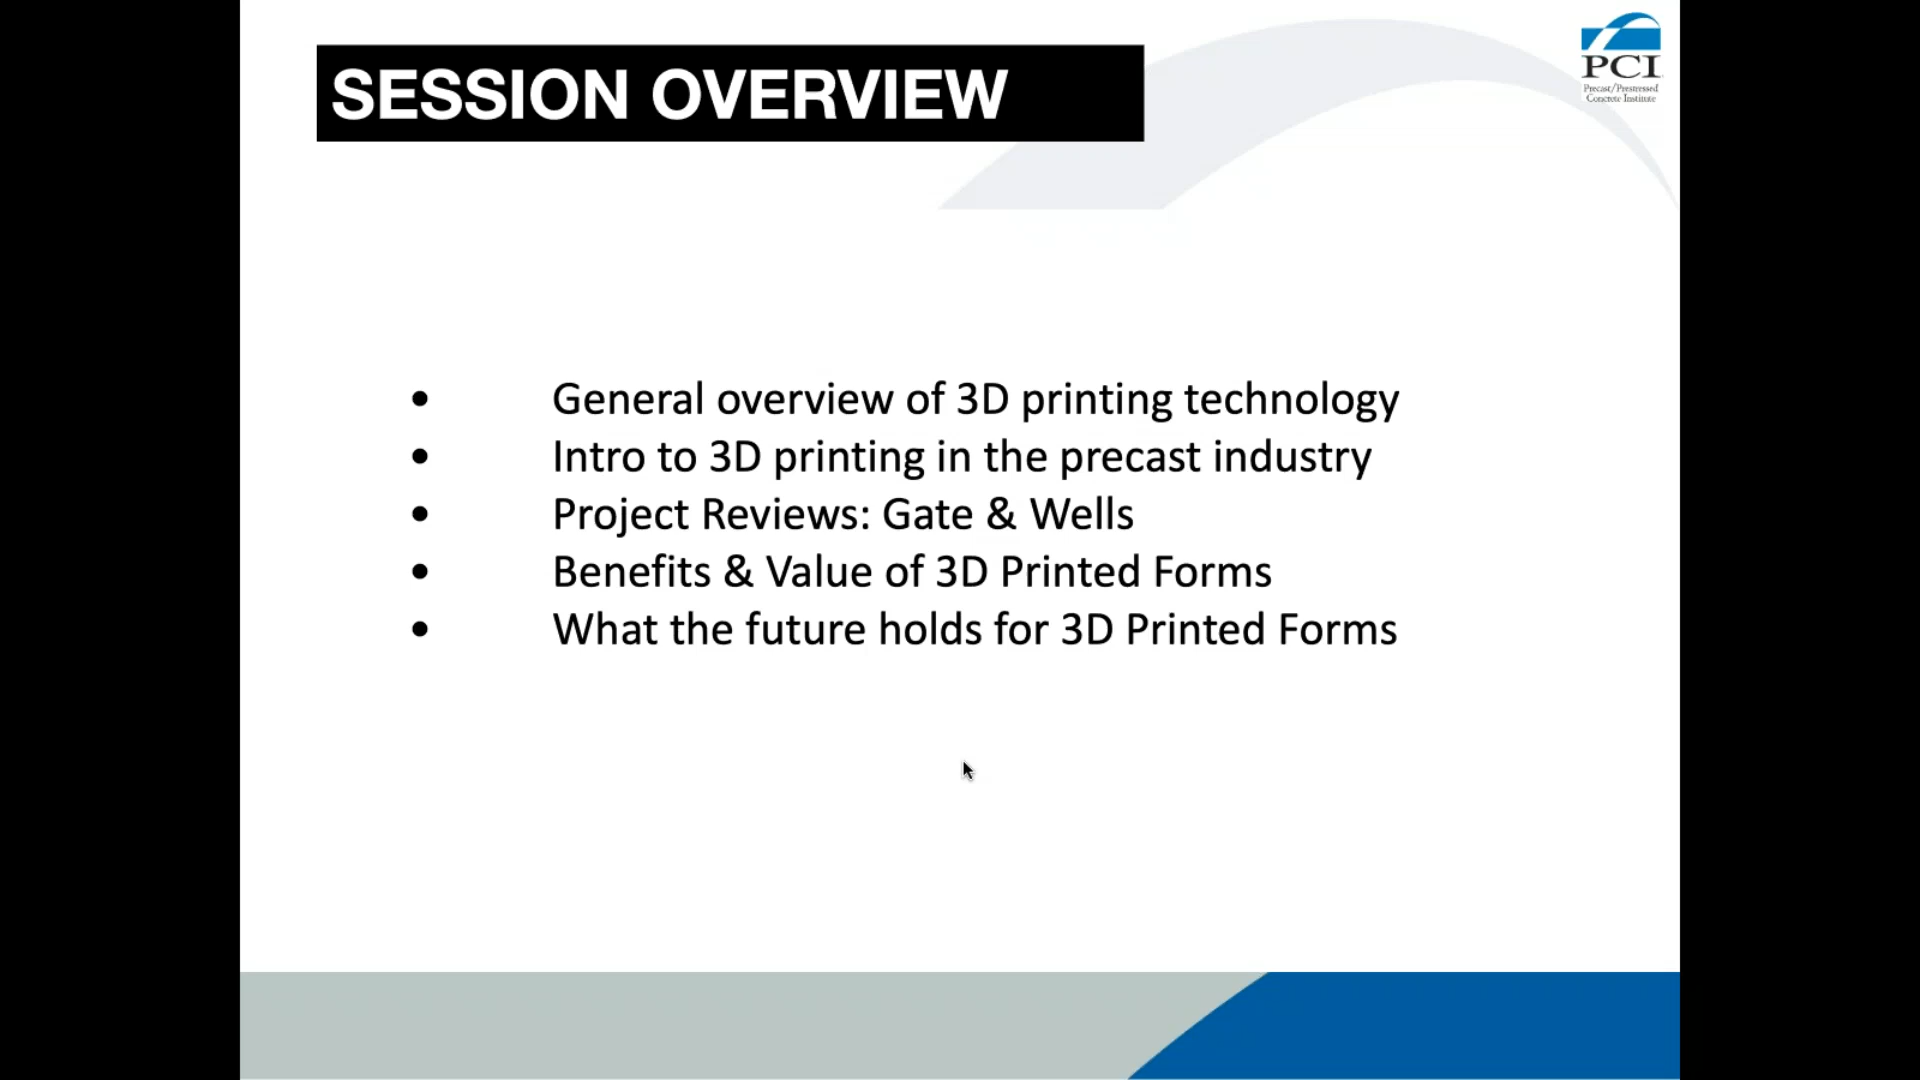 SESSION OVERVIEW
PCI
Precast/Prestressed
Concrete Institute
• General overview of 3D printing technology
• Intro to 3D printing in the precast industry
• Project Reviews: Gate & Wells
• Benefits & Value of 3D Printed Forms
• What the future holds for 3D Printed Forms